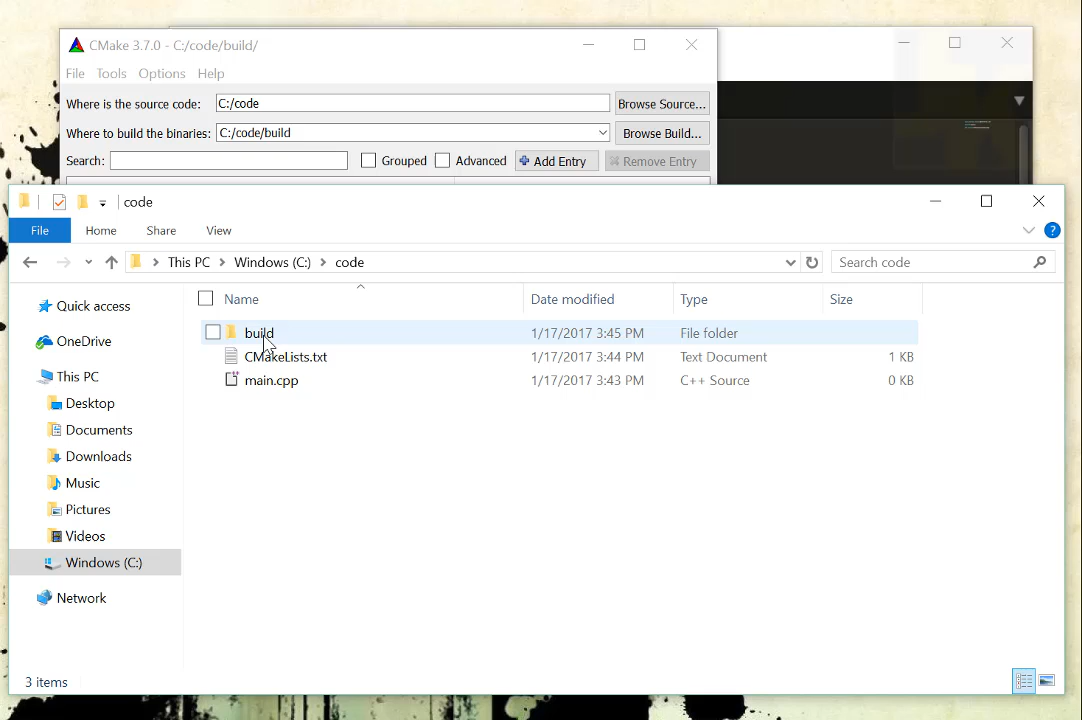 CMake 3.7.0 - C:/code/build/
File Tools Options Help
Where is the source code: C:/code Browse Source...
Where to build the binaries: C:/code/build Browse Build...
Search: Grouped Advanced Add Entry Remove Entry
code
File Home Share View
This PC Windows (C:) code Search code
Name Date modified Type Size
Quick access
OneDrive
This PC
Desktop
Documents
Downloads
Music
Pictures
Videos
Windows (C:)
Network
build 1/17/2017 3:45 PM File folder
CMakeLists.txt 1/17/2017 3:44 PM Text Document 1 KB
main.cpp 1/17/2017 3:43 PM C++ Source 0 KB
3 items